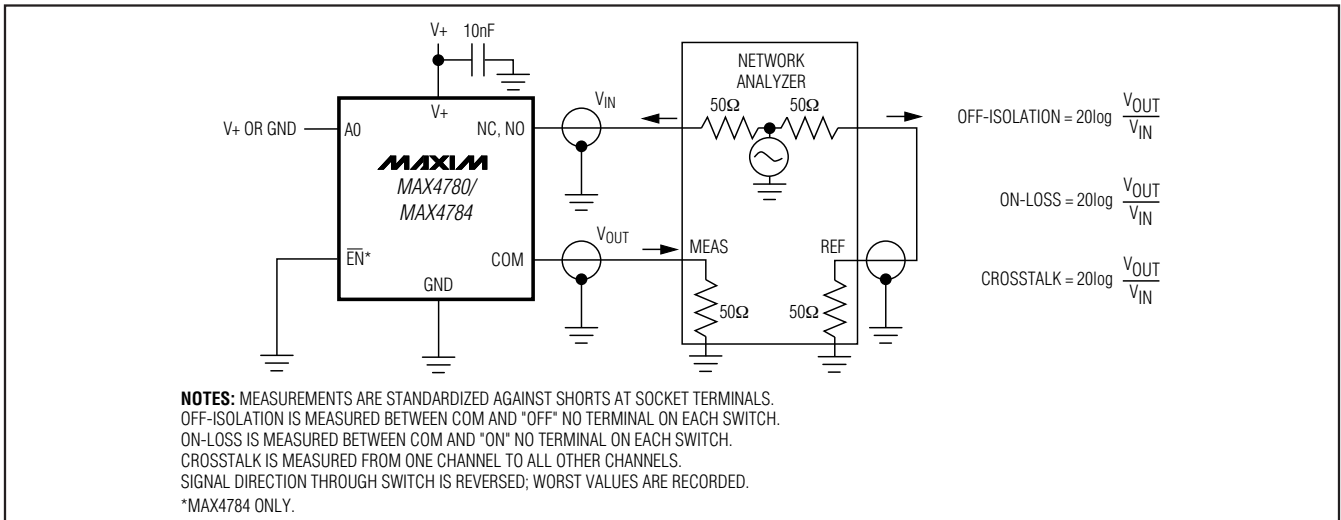 V+ 10nF
V+
V+ OR GND
A0
NC, NO
MAXIM
MAX4780/
MAX4784
EN*
COM
GND
VIN
VOUT
NETWORK
ANALYZER
50Ω 50Ω
MEAS REF
50Ω 50Ω
OFF-ISOLATION = 20log VOUT
VIN
ON-LOSS = 20log VOUT
VIN
CROSSTALK = 20log VOUT
VIN
NOTES: MEASUREMENTS ARE STANDARDIZED AGAINST SHORTS AT SOCKET TERMINALS.
OFF-ISOLATION IS MEASURED BETWEEN COM AND "OFF" NO TERMINAL ON EACH SWITCH.
ON-LOSS IS MEASURED BETWEEN COM AND "ON" NO TERMINAL ON EACH SWITCH.
CROSSTALK IS MEASURED FROM ONE CHANNEL TO ALL OTHER CHANNELS.
SIGNAL DIRECTION THROUGH SWITCH IS REVERSED; WORST VALUES ARE RECORDED.
*MAX4784 ONLY.